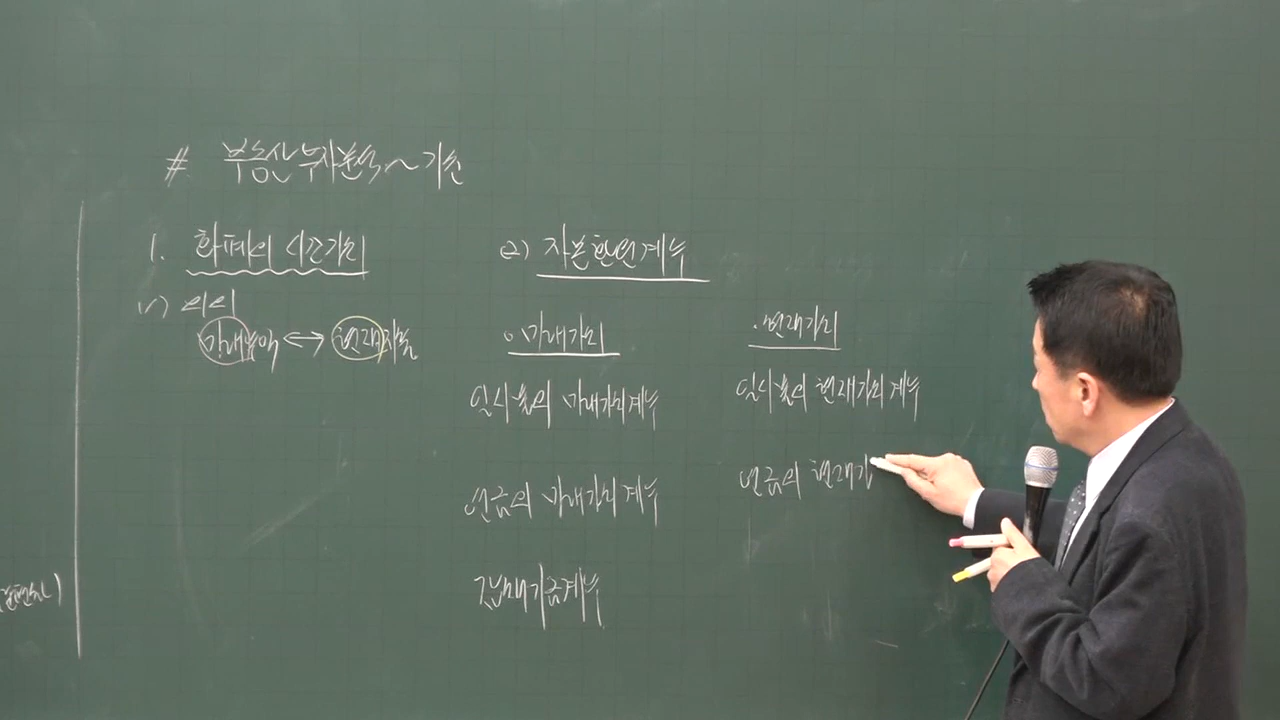 # 부동산 투자분석~기초
1. 화폐의 시간가치
1) 의의
미래금액 ↔ 현재금액
2) 자본환원계수
• 미래가치
일시불의 미래가치계수
연금의 미래가치계수
감채기금계수
• 현재가치
일시불의 현재가치계수
연금의 현재가